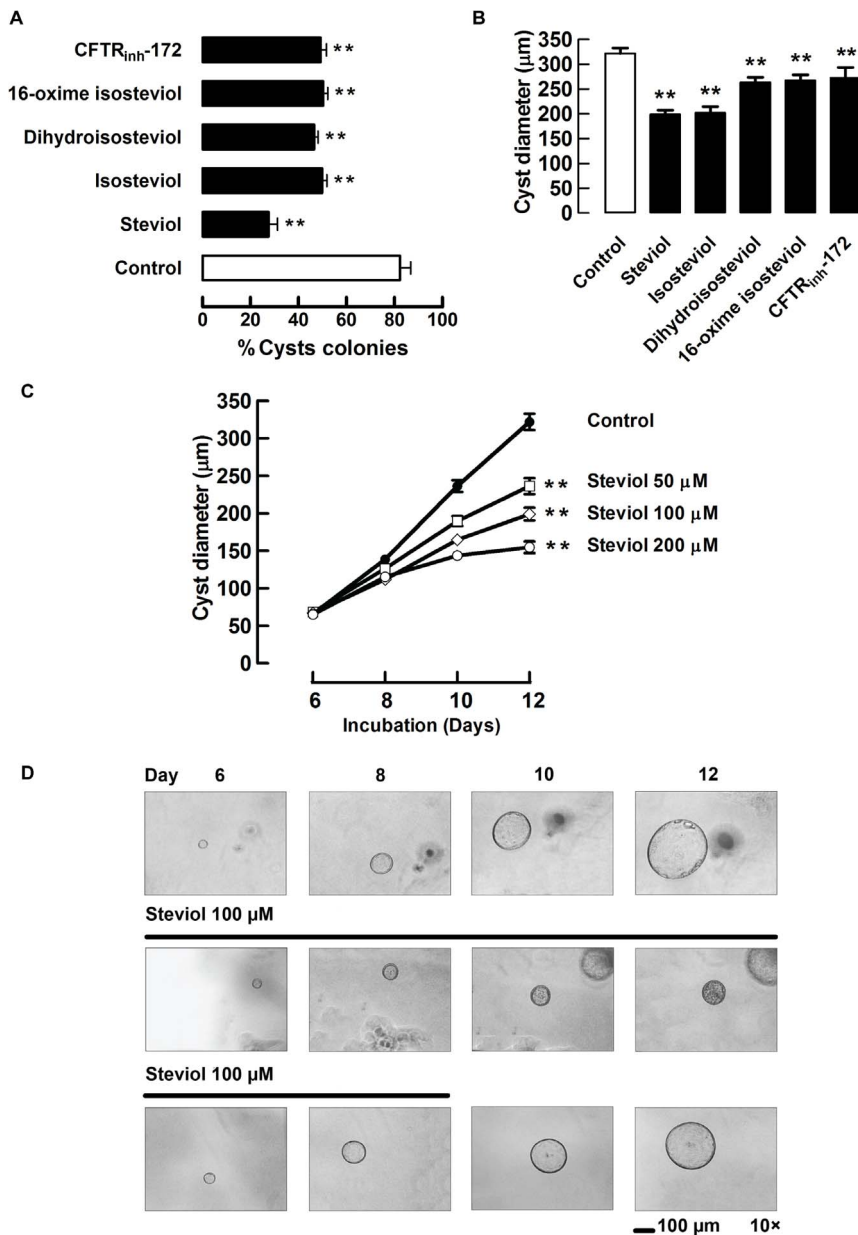 A
CFTRinh-172 **
16-oxime isosteviol **
Dihydroisosteviol **
Isosteviol **
Steviol **
Control
0 20 40 60 80 100
% Cysts colonies
B
Cyst diameter (μm)
350
300
250
200
150
100
50
0
** ** ** ** **
Control
Steviol
Isosteviol
Dihydroisosteviol
16-oxime isosteviol
CFTRinh-172
C
Cyst diameter (μm)
350
300
250
200
150
100
50
0
Control
** Steviol 50 μM
** Steviol 100 μM
** Steviol 200 μM
6 8 10 12
Incubation (Days)
D
Day 6 8 10 12
Steviol 100 μM
Steviol 100 μM
100 μm 10×